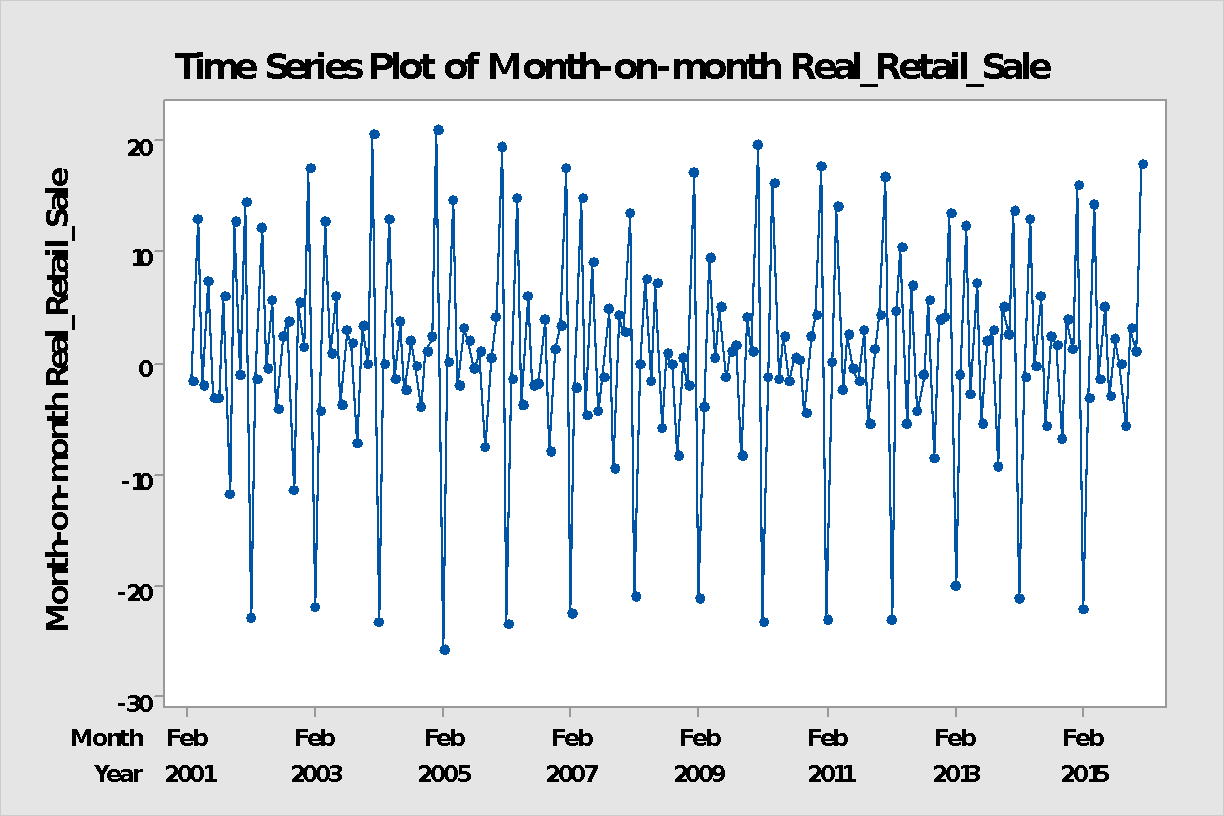 Time Series Plot of Month-on-month Real_Retail_Sale
Month-on-month Real_Retail_Sale
20
10
0
-10
-20
-30
Month Feb Feb Feb Feb Feb Feb Feb Feb
Year 2001 2003 2005 2007 2009 2011 2013 2015